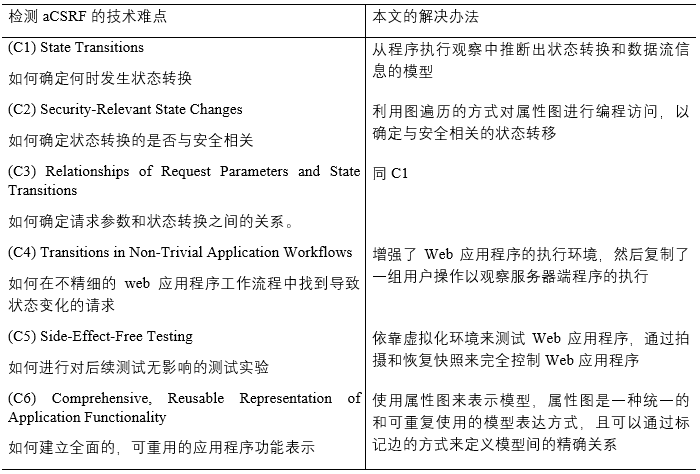 检测 aCSRF 的技术难点
本文的解决办法
(C1) State Transitions
如何确定何时发生状态转换
从程序执行观察中推断出状态转换和数据流信
息的模型
(C2) Security-Relevant State Changes
如何确定状态转换的是否与安全相关
利用图遍历的方式对属性图进行编程访问，以
确定与安全相关的状态转移
(C3) Relationships of Request Parameters and State
Transitions
如何确定请求参数和状态转换之间的关系。
同 C1
(C4) Transitions in Non-Trivial Application Workflows
如何在不精细的 web 应用程序工作流程中找到导致
状态变化的请求
增强了 Web 应用程序的执行环境，然后复制了
一组用户操作以观察服务器端程序的执行
(C5) Side-Effect-Free Testing
如何进行对后续测试无影响的测试实验
依靠虚拟化环境来测试 Web 应用程序，通过拍
摄和恢复快照来完全控制 Web 应用程序
(C6) Comprehensive, Reusable Representation of
Application Functionality
如何建立全面的，可重用的应用程序功能表示
使用属性图来表示模型，属性图是一种统一的
和可重复使用的模型表达方式，且可以通过标
记边的方式来定义模型间的精确关系